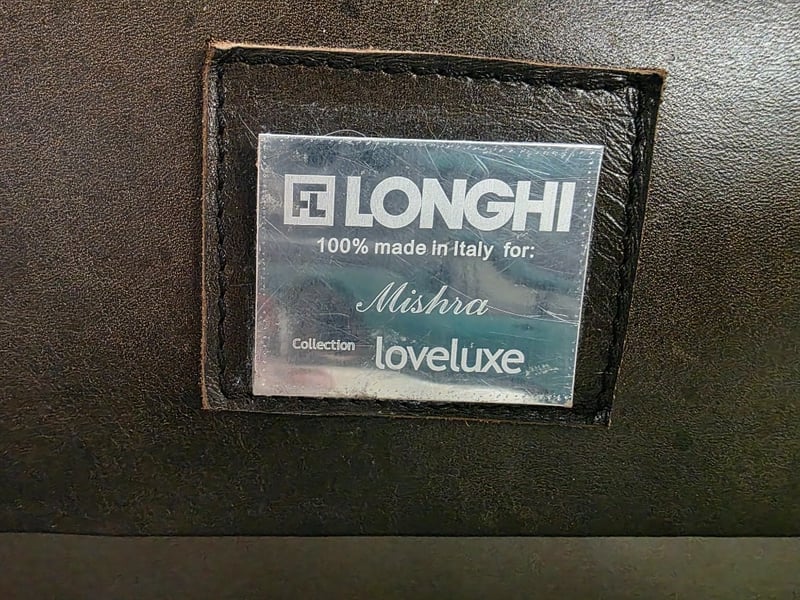 FL LONGHI
100% made in Italy for:
Mishra
Collection loveluxe